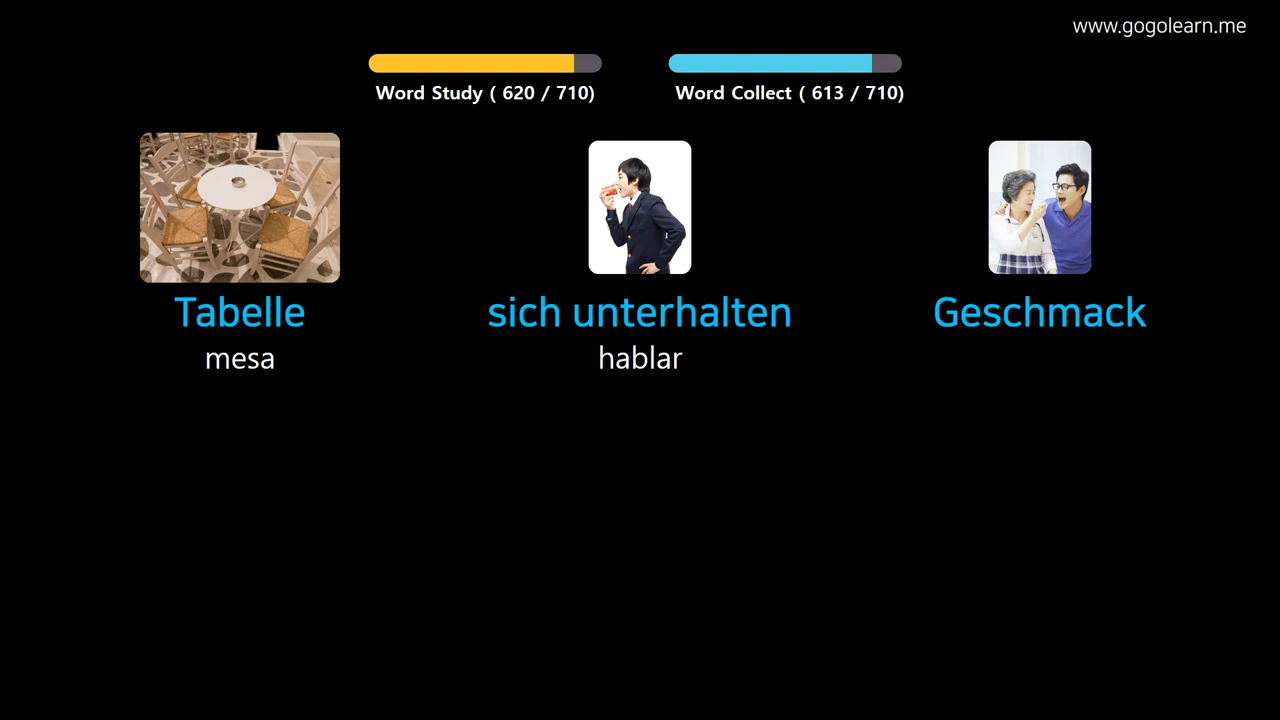 www.gogolearn.me
Word Study ( 620 / 710)
Word Collect ( 613 / 710)
Tabelle
mesa
sich unterhalten
hablar
Geschmack